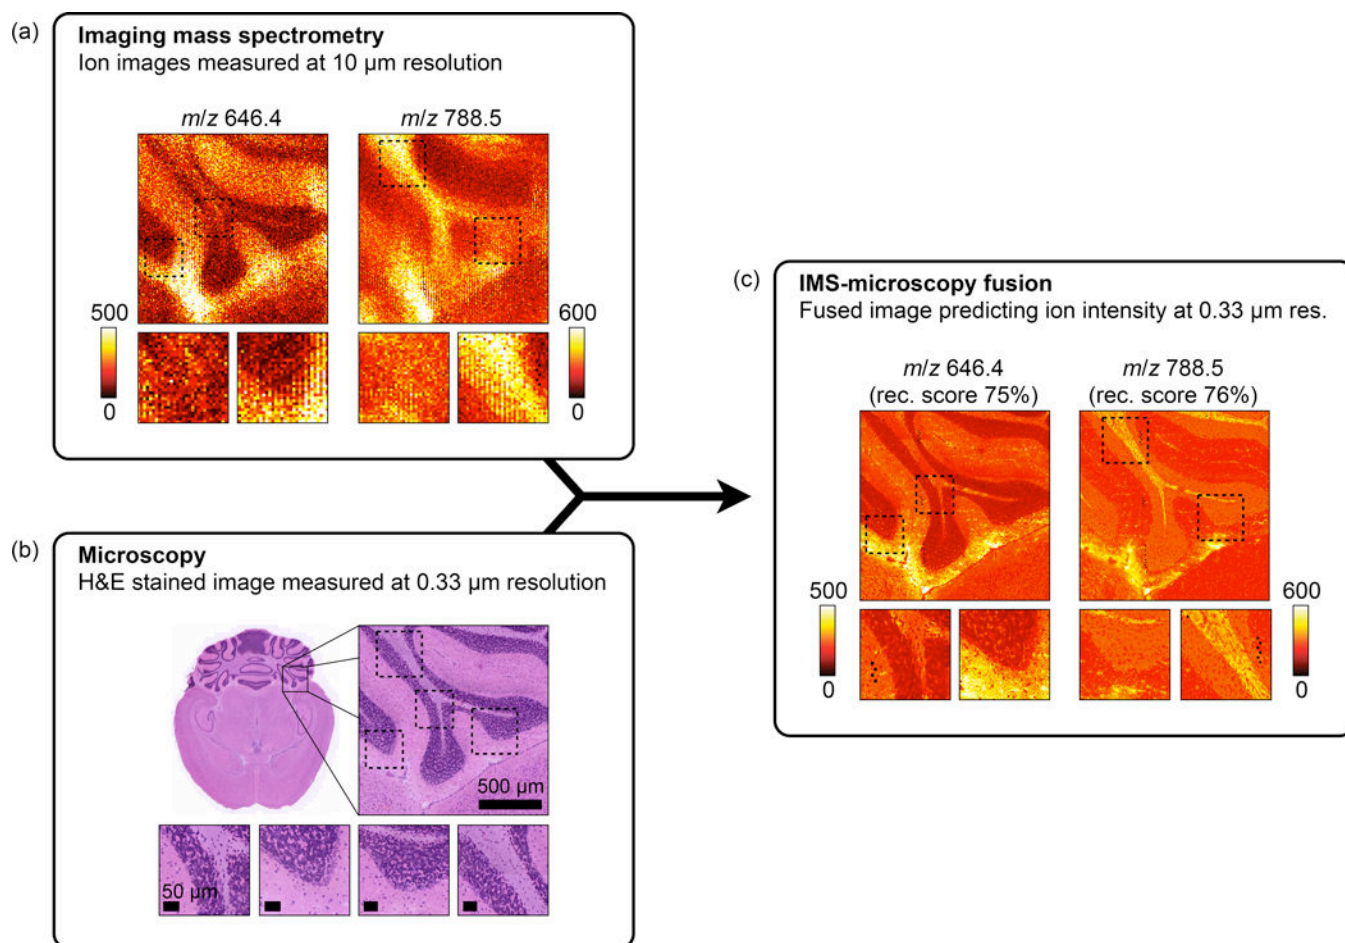 (a)
Imaging mass spectrometry
Ion images measured at 10 µm resolution
m/z 646.4
m/z 788.5
500
0
600
0
(b)
Microscopy
H&E stained image measured at 0.33 µm resolution
500 µm
50 µm
(c)
IMS-microscopy fusion
Fused image predicting ion intensity at 0.33 µm res.
m/z 646.4
(rec. score 75%)
m/z 788.5
(rec. score 76%)
500
0
600
0